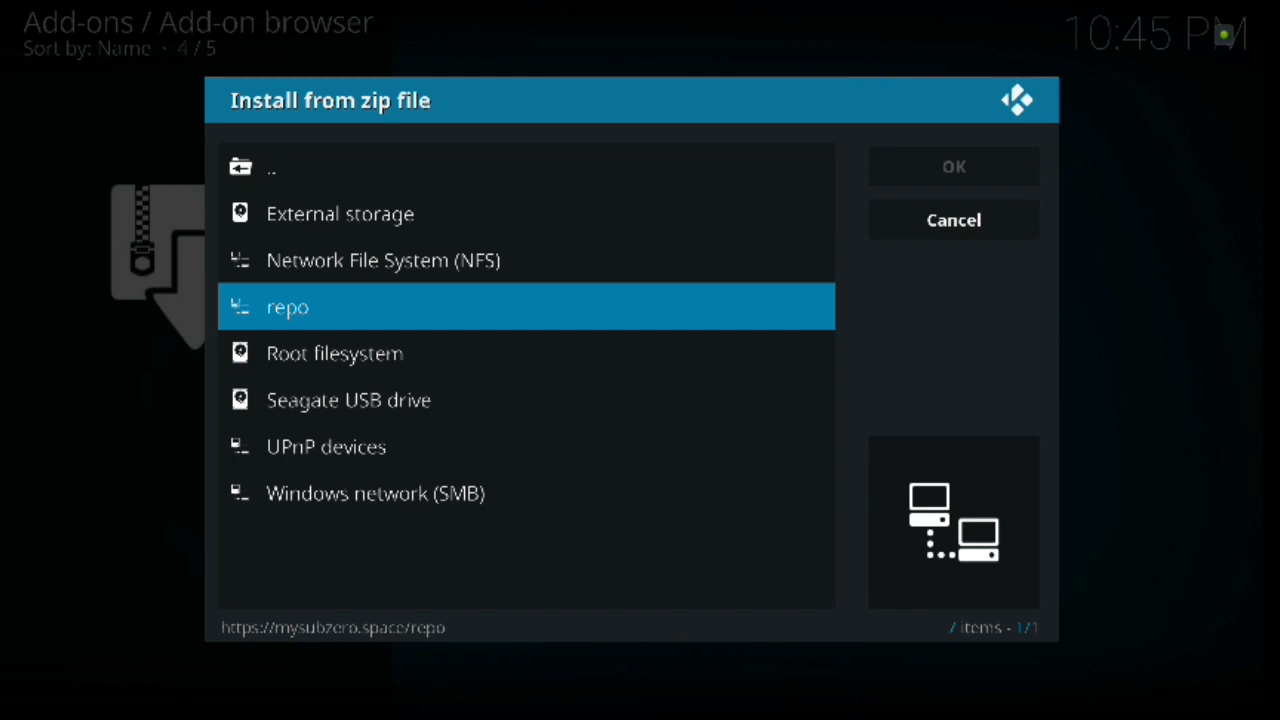 Add-ons / Add-on browser
Sort by: Name · 4 / 5
10:45 PM
Install from zip file
..
External storage
Network File System (NFS)
repo
Root filesystem
Seagate USB drive
UPnP devices
Windows network (SMB)
OK
Cancel
https://mysubzero.space/repo
7 items - 1/1